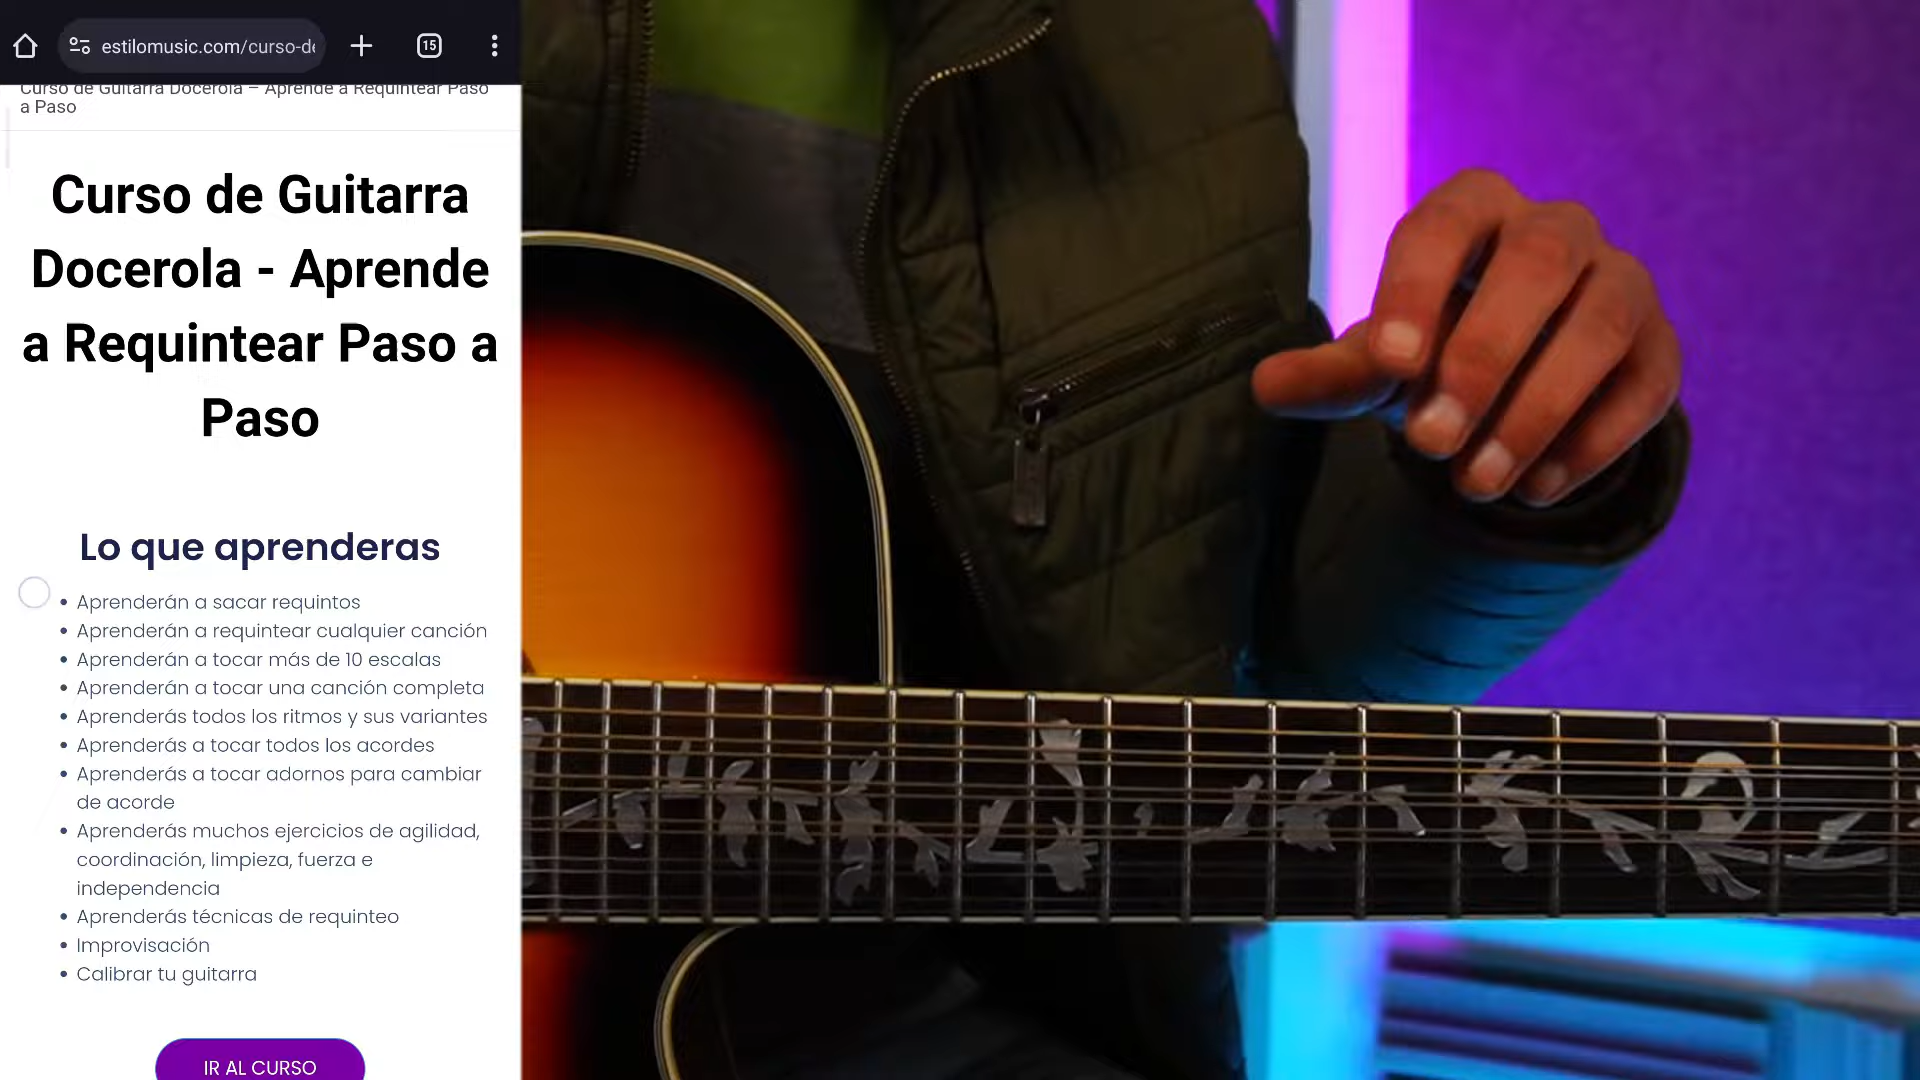 estilomusic.com/curso-de
15
Curso de Guitarra Docerola – Aprende a Requintear Paso
a Paso
Curso de Guitarra
Docerola - Aprende
a Requintear Paso a
Paso
Lo que aprenderas
• Aprenderán a sacar requintos
• Aprenderán a requintear cualquier canción
• Aprenderán a tocar más de 10 escalas
• Aprenderán a tocar una canción completa
• Aprenderás todos los ritmos y sus variantes
• Aprenderás a tocar todos los acordes
• Aprenderás a tocar adornos para cambiar
de acorde
• Aprenderás muchos ejercicios de agilidad,
coordinación, limpieza, fuerza e
independencia
• Aprenderás técnicas de requinteo
• Improvisación
• Calibrar tu guitarra
IR AL CURSO